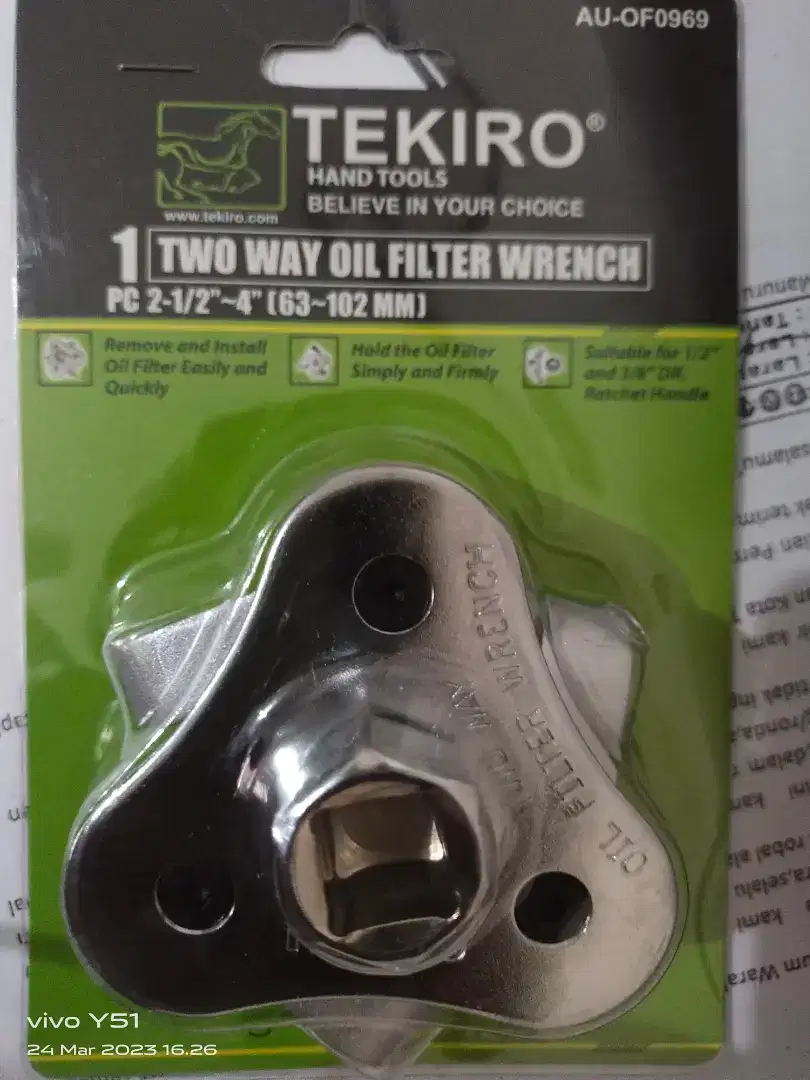 AU-OF0969
TEKIRO®
HAND TOOLS
BELIEVE IN YOUR CHOICE
www.tekiro.com
1 TWO WAY OIL FILTER WRENCH
PC 2-1/2"~4" (63~102 MM)
Remove and Install
Oil Filter Easily and
Quickly
Hold the Oil Filter
Simply and Firmly
Suitable for 1/2"
and 3/8" DR.
Ratchet Handle
TWO WAY
OIL FILTER WRENCH
vivo Y51
24 Mar 2023 16.26